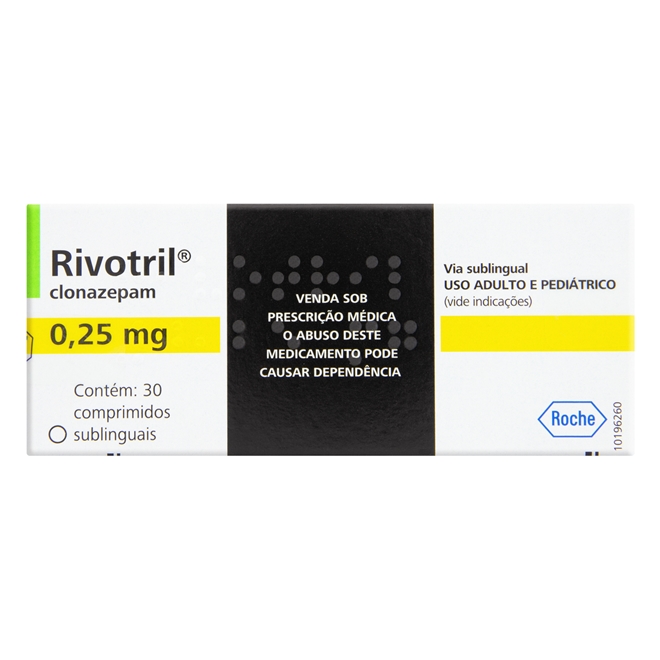 Rivotril®
clonazepam
0,25 mg
Contém: 30
comprimidos
sublinguais
VENDA SOB
PRESCRIÇÃO MÉDICA
O ABUSO DESTE
MEDICAMENTO PODE
CAUSAR DEPENDÊNCIA
Via sublingual
USO ADULTO E PEDIÁTRICO
(vide indicações)
Roche
10196260